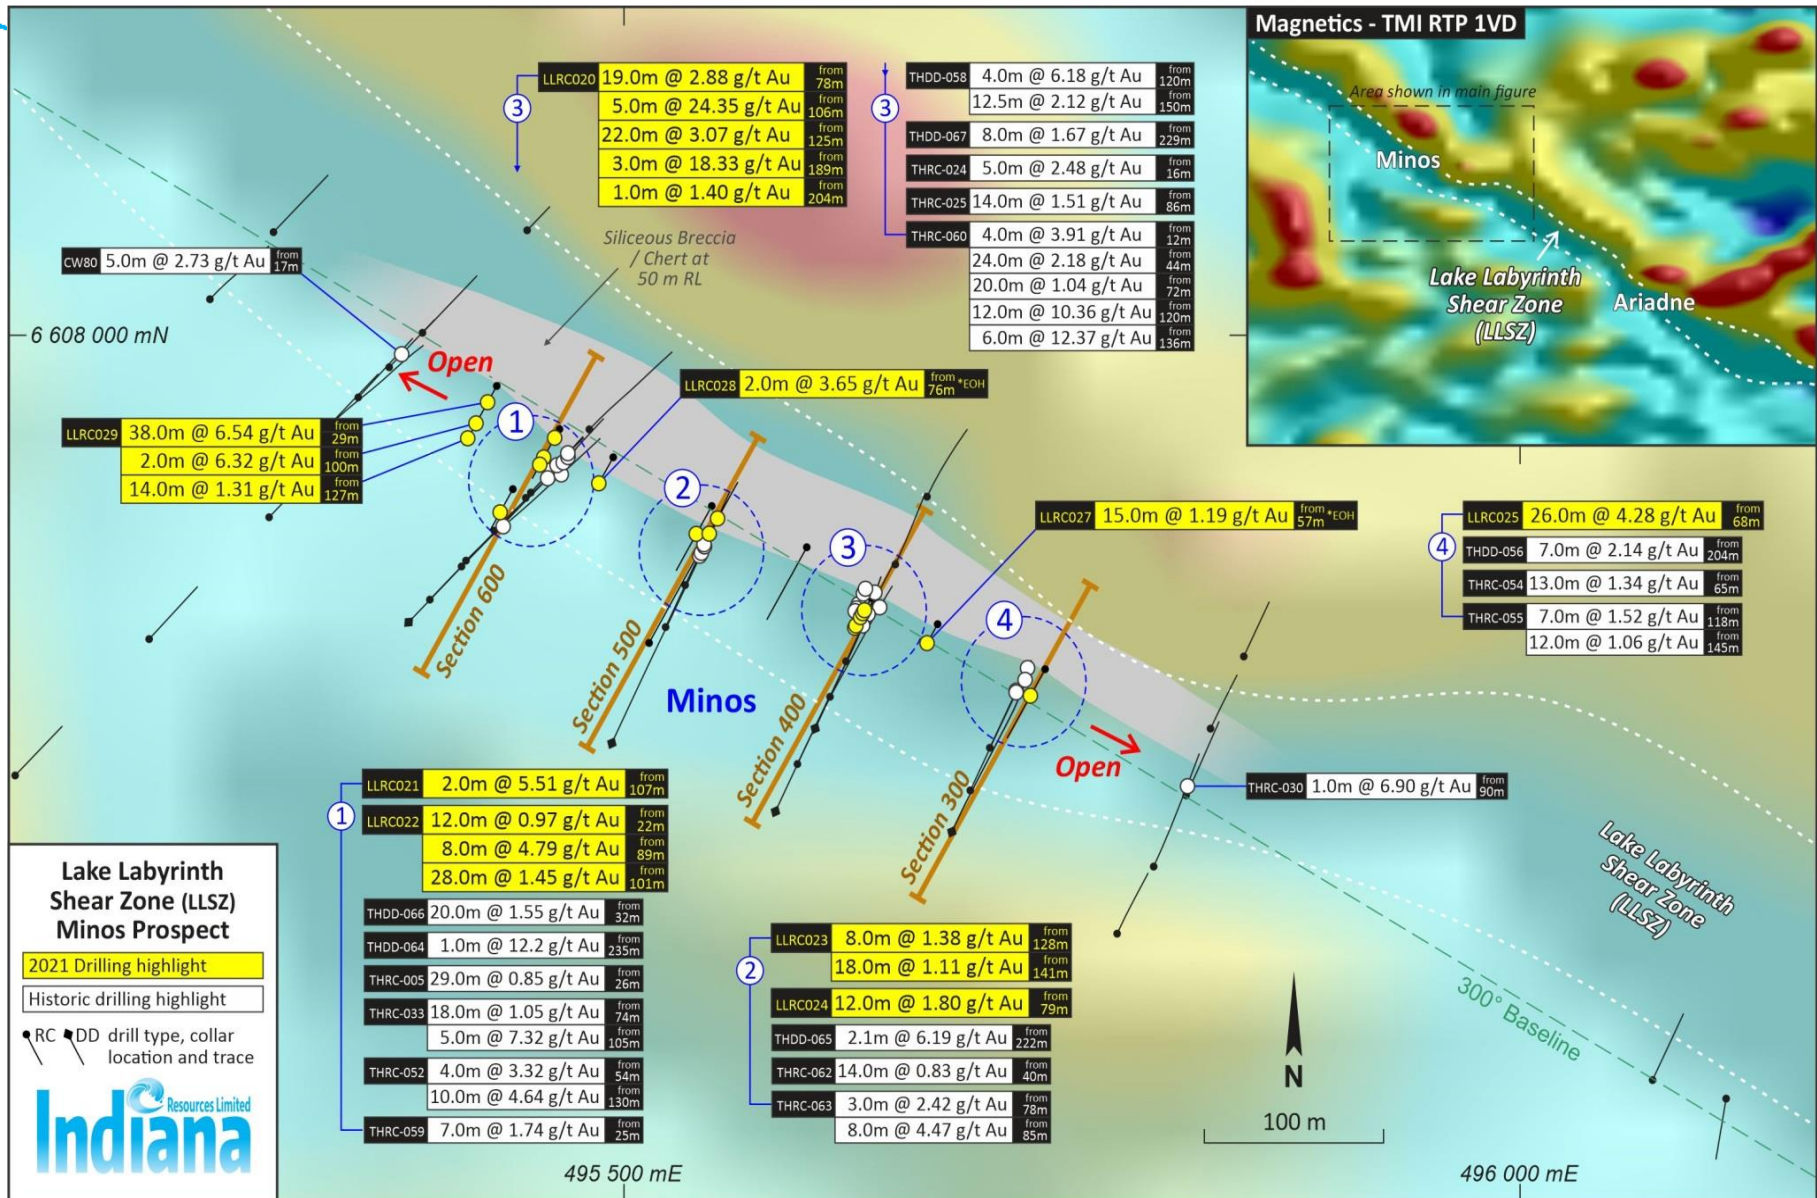 Magnetics - TMI RTP 1VD
Area shown in main figure
Minos
Lake Labyrinth
Shear Zone
(LLSZ)
Ariadne
3
LLRC020 19.0m @ 2.88 g/t Au from 78m
5.0m @ 24.35 g/t Au from 106m
22.0m @ 3.07 g/t Au from 125m
3.0m @ 18.33 g/t Au from 189m
1.0m @ 1.40 g/t Au from 204m
3
THDD-058 4.0m @ 6.18 g/t Au from 120m
12.5m @ 2.12 g/t Au from 150m
THDD-067 8.0m @ 1.67 g/t Au from 229m
THRC-024 5.0m @ 2.48 g/t Au from 16m
THRC-025 14.0m @ 1.51 g/t Au from 86m
THRC-060 4.0m @ 3.91 g/t Au from 12m
24.0m @ 2.18 g/t Au from 44m
20.0m @ 1.04 g/t Au from 72m
12.0m @ 10.36 g/t Au from 120m
6.0m @ 12.37 g/t Au from 136m
Siliceous Breccia
/ Chert at
50 m RL
CW80 5.0m @ 2.73 g/t Au from 17m
6 608 000 mN
Open
LLRC028 2.0m @ 3.65 g/t Au from 76m *EOH
LLRC029 38.0m @ 6.54 g/t Au from 29m
2.0m @ 6.32 g/t Au from 100m
14.0m @ 1.31 g/t Au from 127m
1
2
3
4
LLRC027 15.0m @ 1.19 g/t Au from 57m *EOH
4
LLRC025 26.0m @ 4.28 g/t Au from 68m
THDD-056 7.0m @ 2.14 g/t Au from 204m
THRC-054 13.0m @ 1.34 g/t Au from 65m
THRC-055 7.0m @ 1.52 g/t Au from 118m
12.0m @ 1.06 g/t Au from 145m
Section 600
Section 500
Section 400
Section 300
Minos
Open
THRC-030 1.0m @ 6.90 g/t Au from 90m
1
LLRC021 2.0m @ 5.51 g/t Au from 107m
LLRC022 12.0m @ 0.97 g/t Au from 22m
8.0m @ 4.79 g/t Au from 89m
28.0m @ 1.45 g/t Au from 101m
THDD-066 20.0m @ 1.55 g/t Au from 32m
THDD-064 1.0m @ 12.2 g/t Au from 235m
THRC-005 29.0m @ 0.85 g/t Au from 26m
THRC-033 18.0m @ 1.05 g/t Au from 74m
5.0m @ 7.32 g/t Au from 105m
THRC-052 4.0m @ 3.32 g/t Au from 54m
10.0m @ 4.64 g/t Au from 130m
THRC-059 7.0m @ 1.74 g/t Au from 25m
2
LLRC023 8.0m @ 1.38 g/t Au from 128m
18.0m @ 1.11 g/t Au from 141m
LLRC024 12.0m @ 1.80 g/t Au from 79m
THDD-065 2.1m @ 6.19 g/t Au from 222m
THRC-062 14.0m @ 0.83 g/t Au from 40m
THRC-063 3.0m @ 2.42 g/t Au from 78m
8.0m @ 4.47 g/t Au from 85m
Lake Labyrinth
Shear Zone
(LLSZ)
300° Baseline
N
100 m
495 500 mE
496 000 mE
Lake Labyrinth
Shear Zone (LLSZ)
Minos Prospect
2021 Drilling highlight
Historic drilling highlight
RC DD drill type, collar
location and trace
Indiana Resources Limited